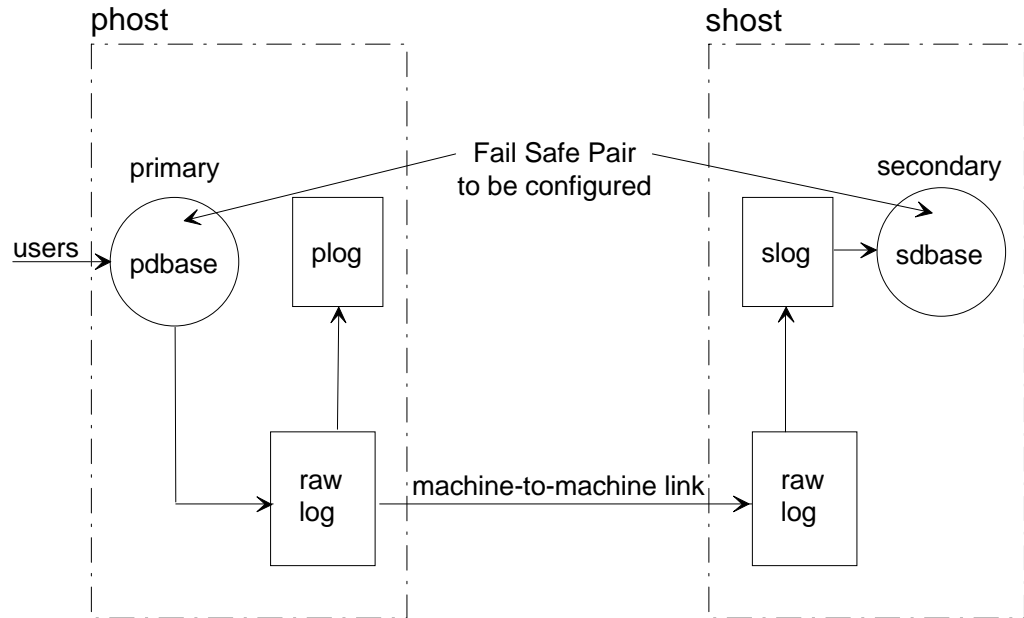 phost
shost
primary
Fail Safe Pair
to be configured
secondary
users
pdbase
plog
slog
sdbase
raw
log
machine-to-machine link
raw
log